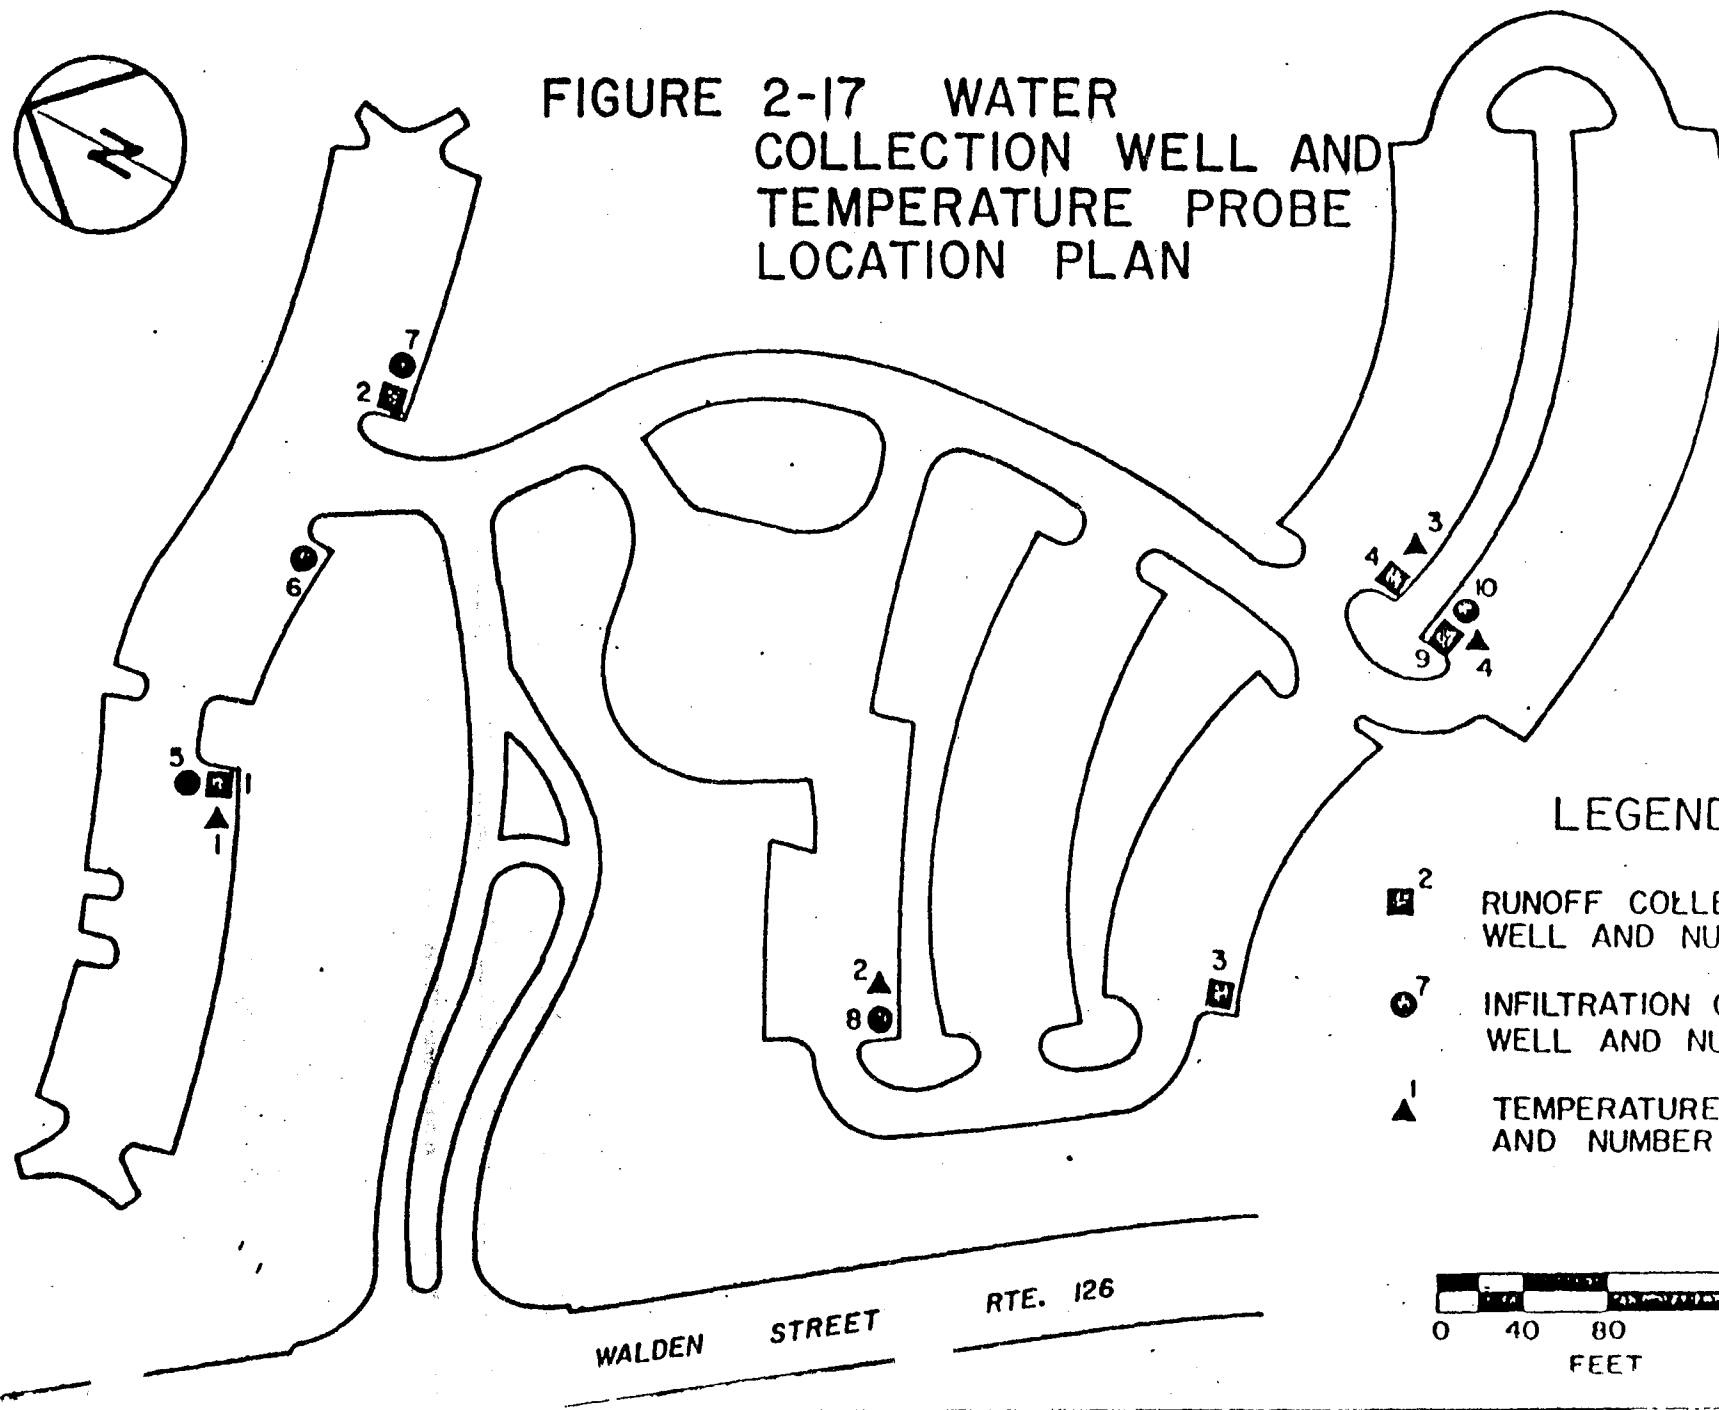 FIGURE 2-17 WATER
COLLECTION WELL AND
TEMPERATURE PROBE
LOCATION PLAN
N
7
2
6
5
1
1
3
4
10
9
4
2
8
3
LEGEND
2
RUNOFF COLLE
WELL AND NU
7
INFILTRATION
WELL AND NU
1
TEMPERATURE
AND NUMBER
WALDEN STREET RTE. 126
0 40 80
FEET